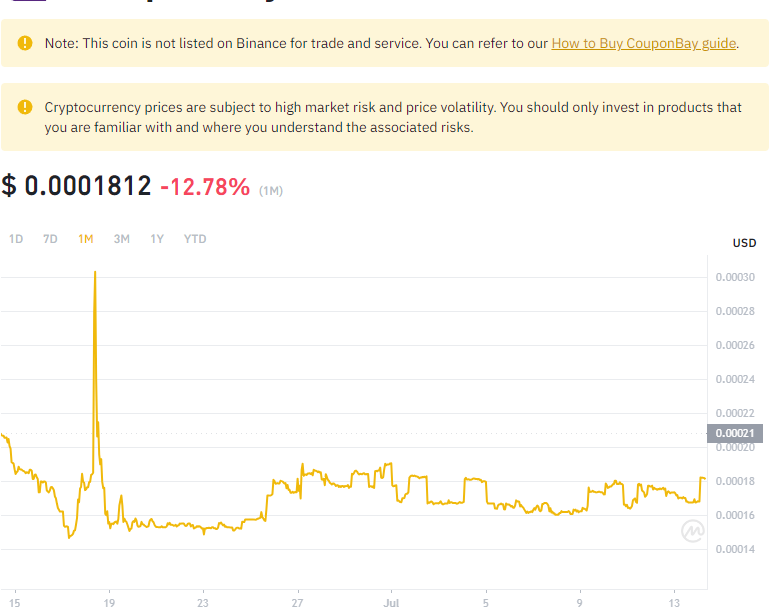 Note: This coin is not listed on Binance for trade and service. You can refer to our How to Buy CouponBay guide.
Cryptocurrency prices are subject to high market risk and price volatility. You should only invest in products that
you are familiar with and where you understand the associated risks.
$ 0.0001812 -12.78% (1M)
1D 7D 1M 3M 1Y YTD
USD
0.00030
0.00028
0.00026
0.00024
0.00022
0.00021
0.00020
0.00018
0.00016
0.00014
15 19 23 27 Jul 5 9 13